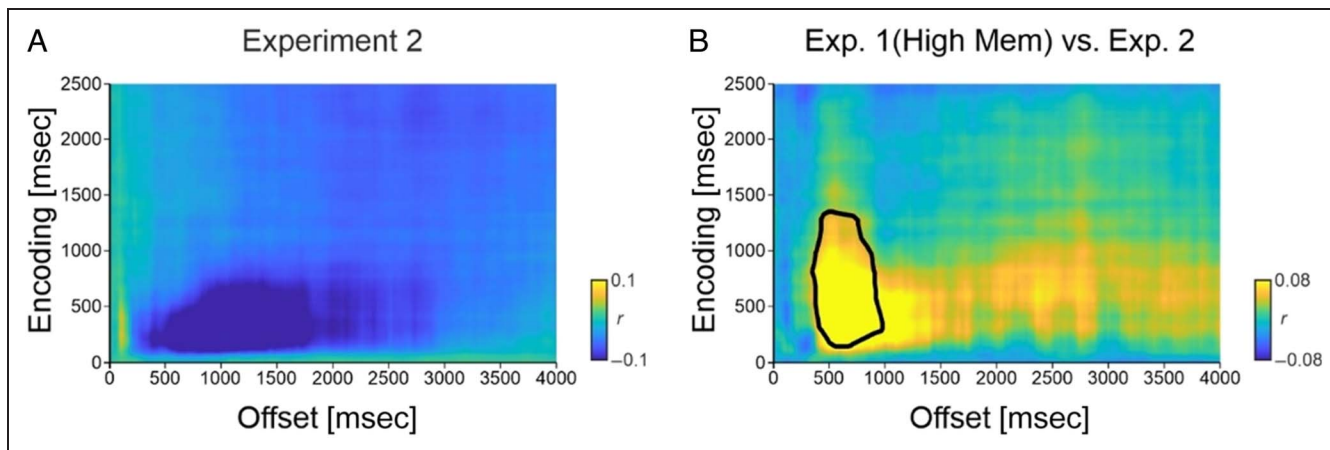 A
Experiment 2
Encoding [msec]
2500
2000
1500
1000
500
0
0 500 1000 1500 2000 2500 3000 3500 4000
Offset [msec]
0.1
r
−0.1
B
Exp. 1(High Mem) vs. Exp. 2
Encoding [msec]
2500
2000
1500
1000
500
0
0 500 1000 1500 2000 2500 3000 3500 4000
Offset [msec]
0.08
r
−0.08